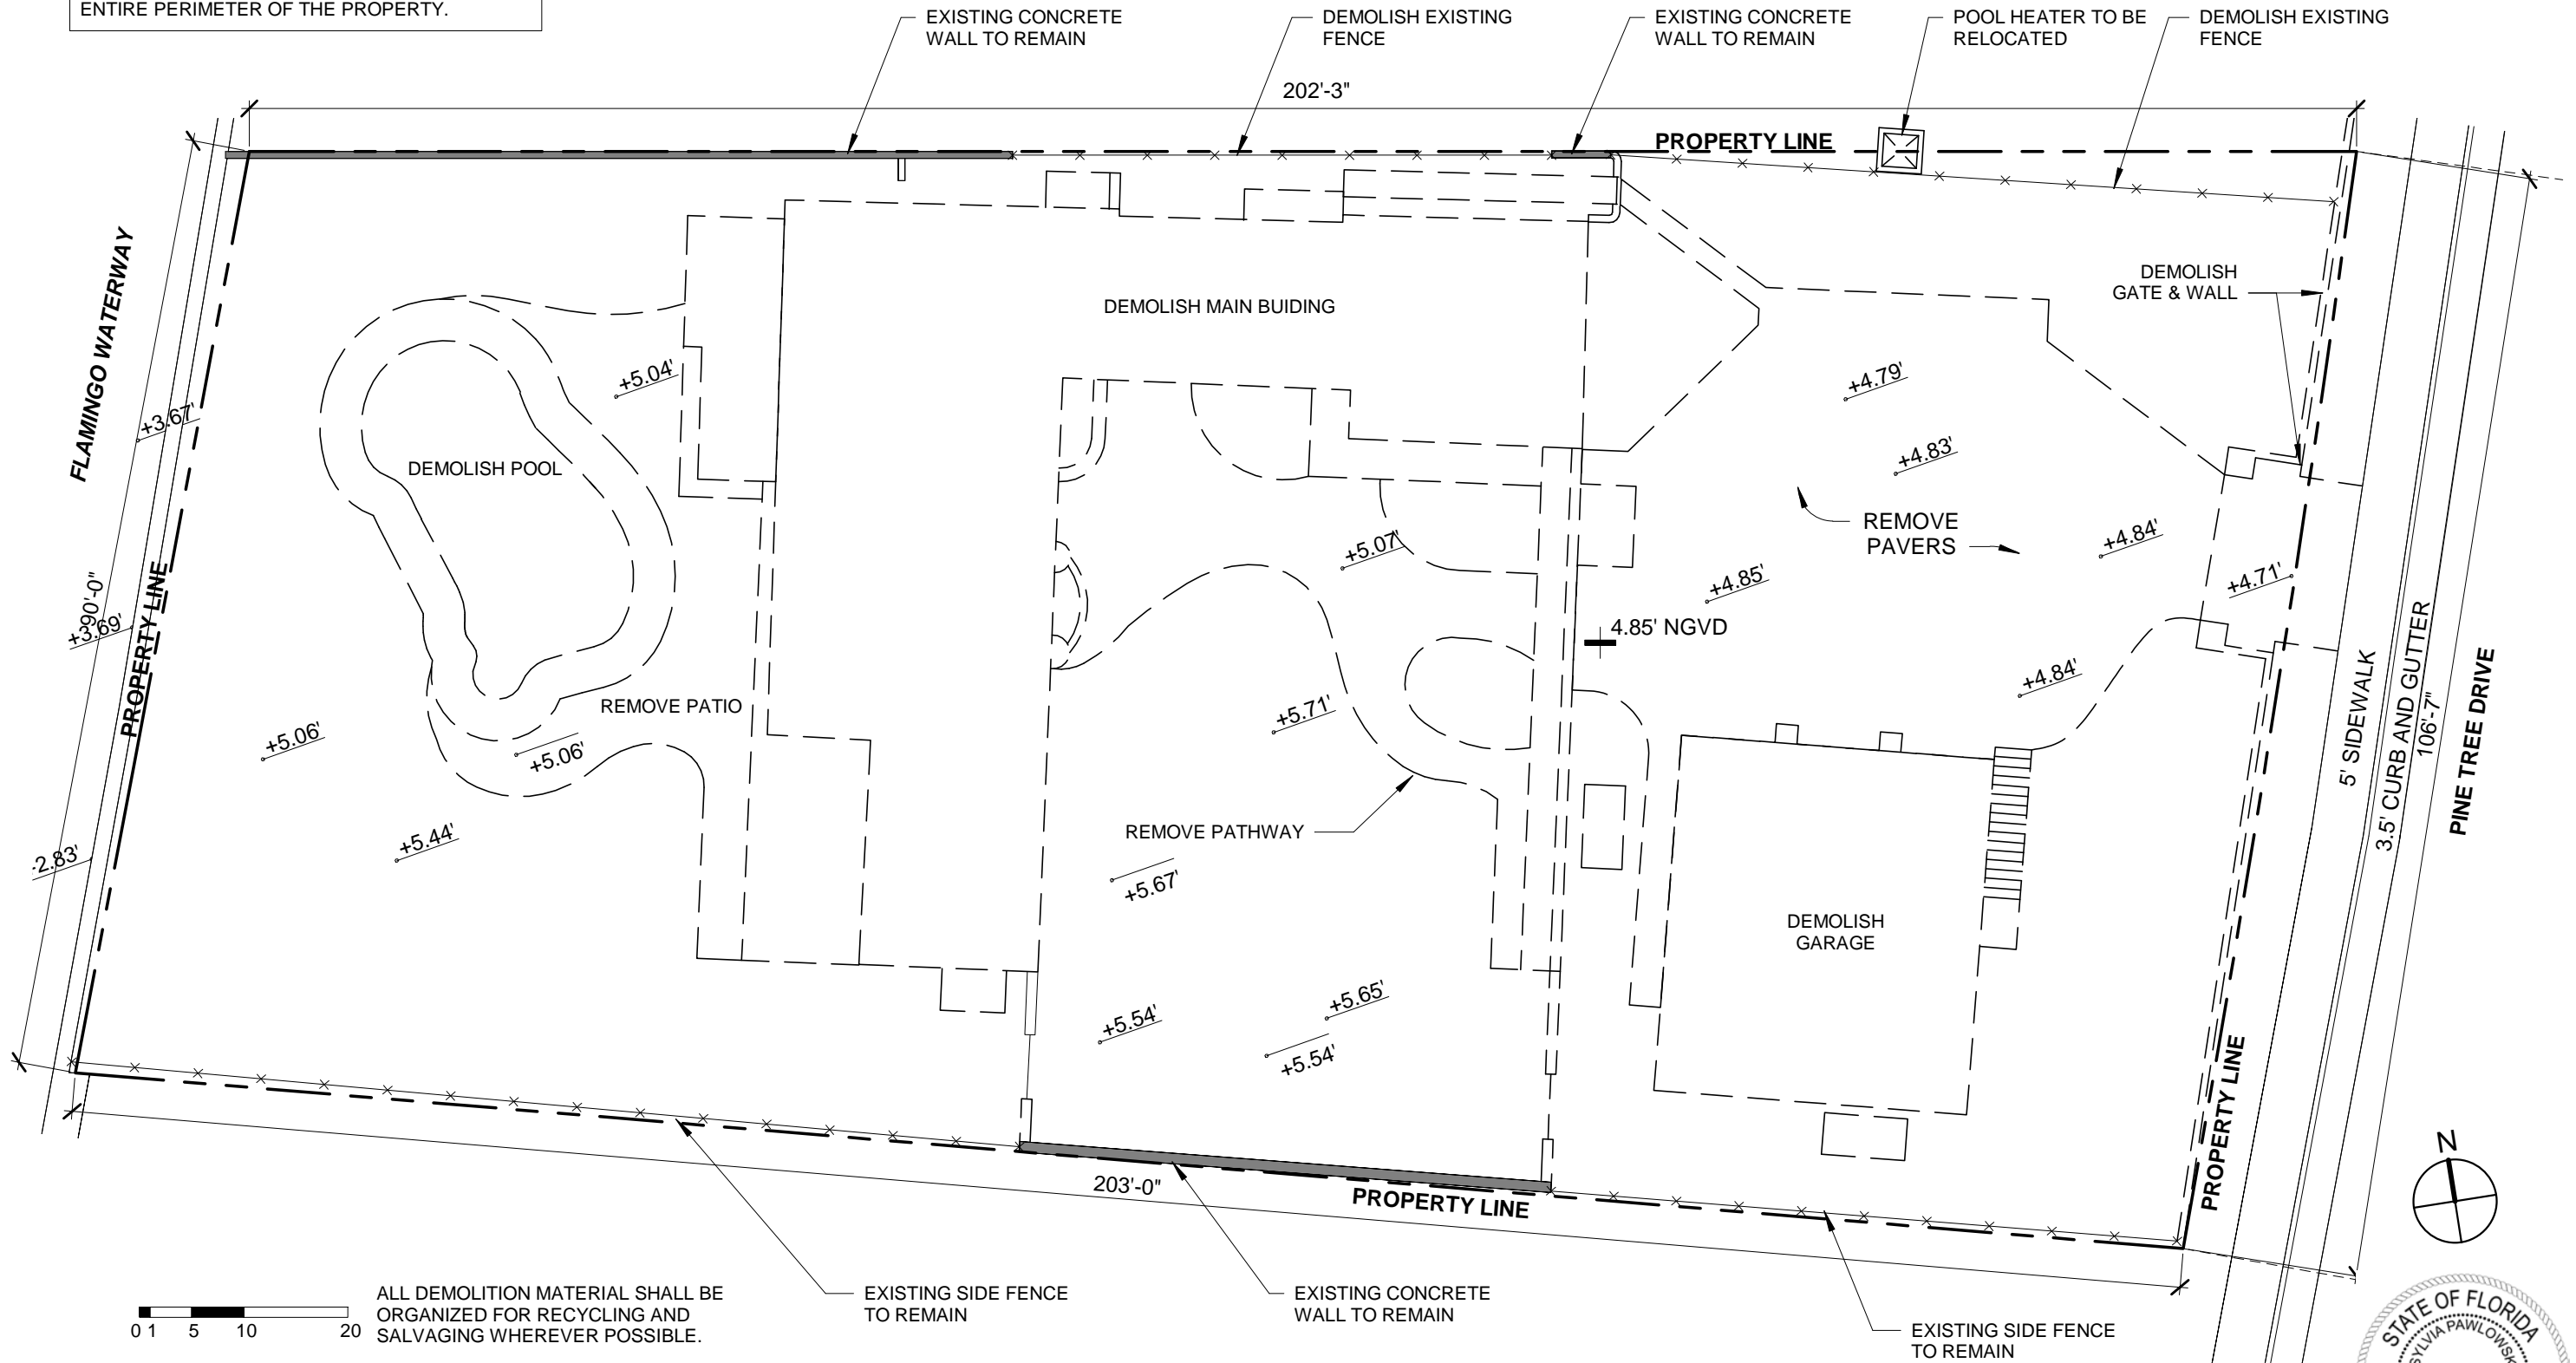 ENTIRE PERIMETER OF THE PROPERTY.
EXISTING CONCRETE
WALL TO REMAIN
DEMOLISH EXISTING
FENCE
EXISTING CONCRETE
WALL TO REMAIN
POOL HEATER TO BE
RELOCATED
DEMOLISH EXISTING
FENCE
202'-3"
PROPERTY LINE
FLAMINGO WATERWAY
DEMOLISH
GATE & WALL
DEMOLISH MAIN BUIDING
+5.04'
+4.79'
+3.67'
DEMOLISH POOL
+4.83'
REMOVE
PAVERS
+5.07'
+4.84'
+4.85'
+4.71'
90'-0"
PROPERTY LINE
+3.69'
4.85' NGVD
+4.84'
5' SIDEWALK
3.5' CURB AND GUTTER
106'-7"
PINE TREE DRIVE
REMOVE PATIO
+5.71'
+5.06'
+5.06'
+5.44'
REMOVE PATHWAY
2.83'
+5.67'
DEMOLISH
GARAGE
+5.65'
+5.54'
+5.54'
PROPERTY LINE
203'-0"
PROPERTY LINE
N
ALL DEMOLITION MATERIAL SHALL BE
ORGANIZED FOR RECYCLING AND
SALVAGING WHEREVER POSSIBLE.
0 1 5 10 20
EXISTING SIDE FENCE
TO REMAIN
EXISTING CONCRETE
WALL TO REMAIN
EXISTING SIDE FENCE
TO REMAIN
STATE OF FLORIDA
SYLVIA PAWLOWSK